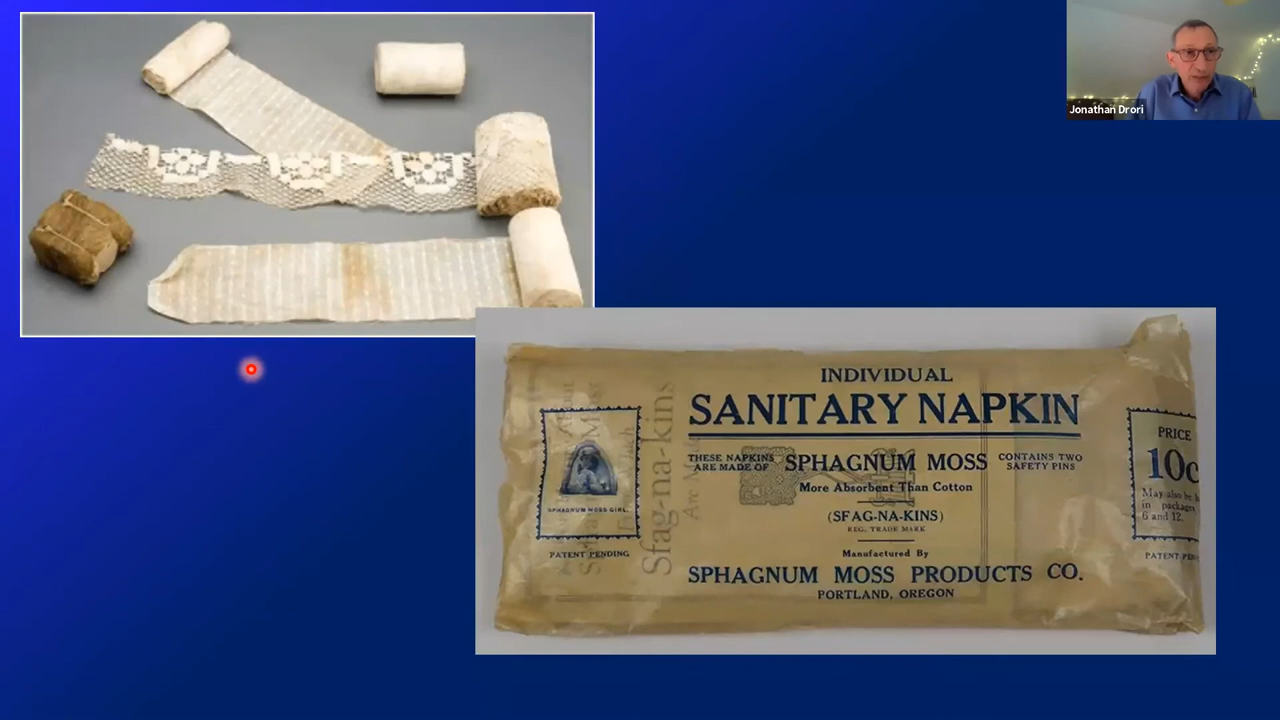 Jonathan Drori
INDIVIDUAL
SANITARY NAPKIN
THESE NAPKINS
ARE MADE OF
SPHAGNUM MOSS
CONTAINS TWO
SAFETY PINS
More Absorbent Than Cotton
(SFAG-NA-KINS)
REG. TRADE MARK
Manufactured By
SPHAGNUM MOSS PRODUCTS CO.
PORTLAND, OREGON
SPHAGNUM MOSS GIRL.
PATENT PENDING
Sfag-na-kins
Are
PRICE
10c
May also be
in packages
6 and 12.
PATENT